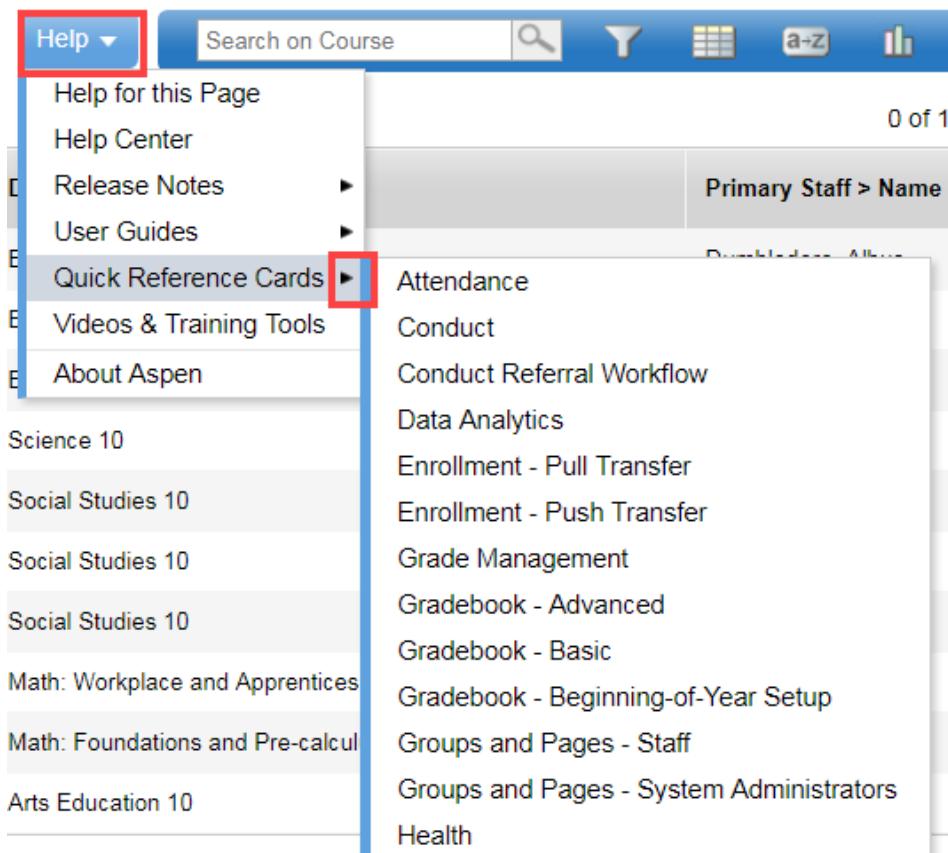 Help
Search on Course
a-z
Help for this Page
Help Center
0 of 1
Release Notes
Primary Staff > Name
User Guides
Quick Reference Cards
Videos & Training Tools
About Aspen
Attendance
Conduct
Conduct Referral Workflow
Data Analytics
Enrollment - Pull Transfer
Enrollment - Push Transfer
Grade Management
Gradebook - Advanced
Gradebook - Basic
Gradebook - Beginning-of-Year Setup
Groups and Pages - Staff
Groups and Pages - System Administrators
Health
Science 10
Social Studies 10
Social Studies 10
Social Studies 10
Math: Workplace and Apprentices
Math: Foundations and Pre-calcul
Arts Education 10